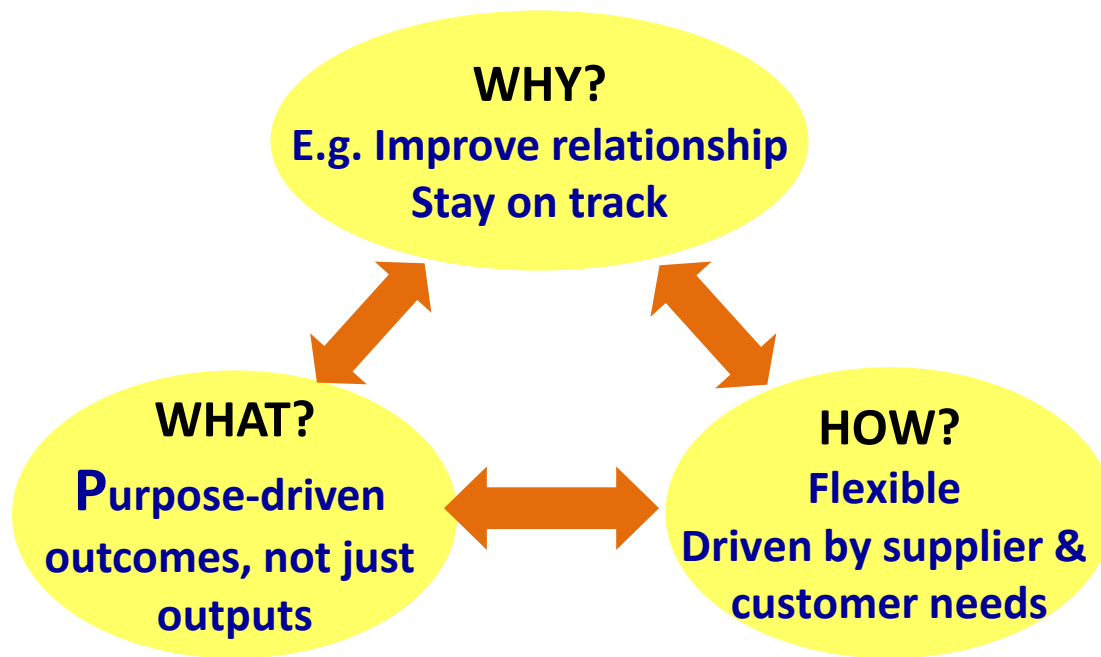 WHY?
E.g. Improve relationship
Stay on track
WHAT?
Purpose-driven
outcomes, not just
outputs
HOW?
Flexible
Driven by supplier &
customer needs